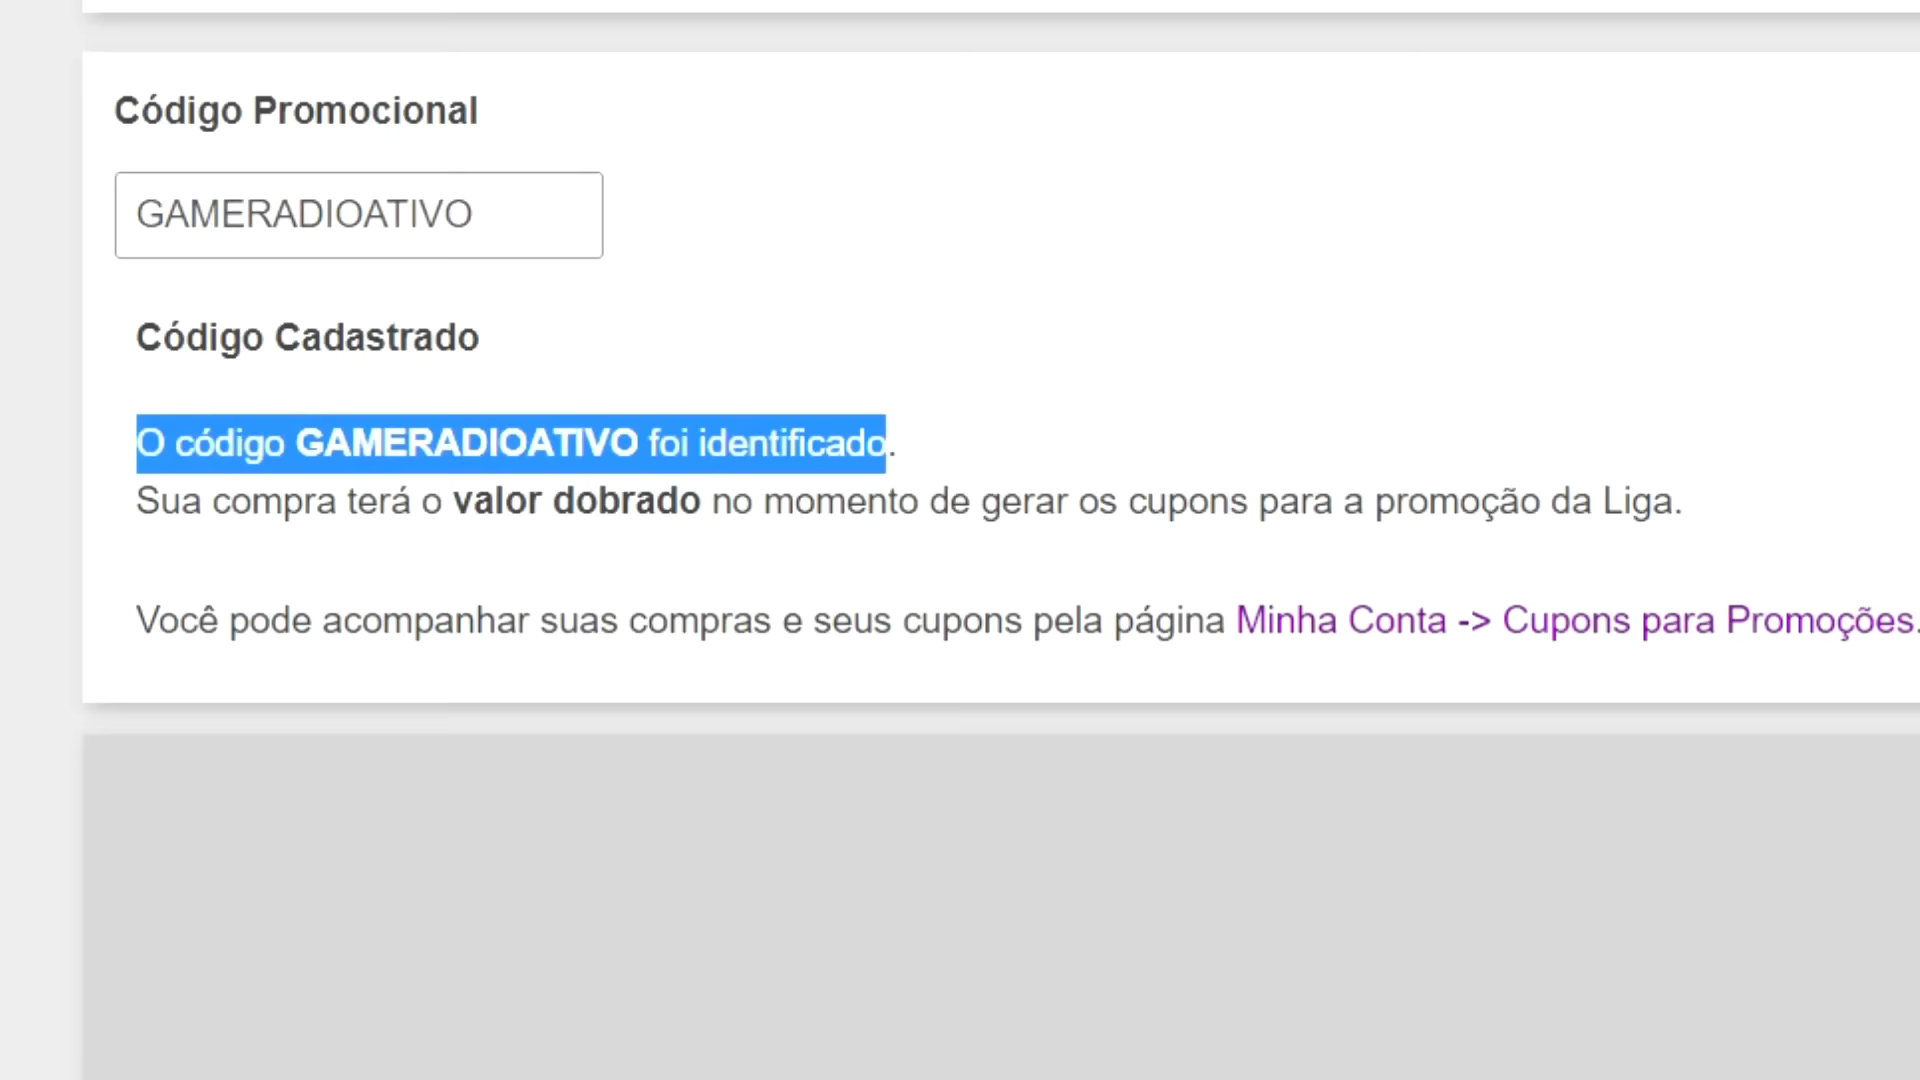 Código Promocional
GAMERADIOATIVO
Código Cadastrado
O código GAMERADIOATIVO foi identificado.
Sua compra terá o valor dobrado no momento de gerar os cupons para a promoção da Liga.
Você pode acompanhar suas compras e seus cupons pela página Minha Conta -> Cupons para Promoções.